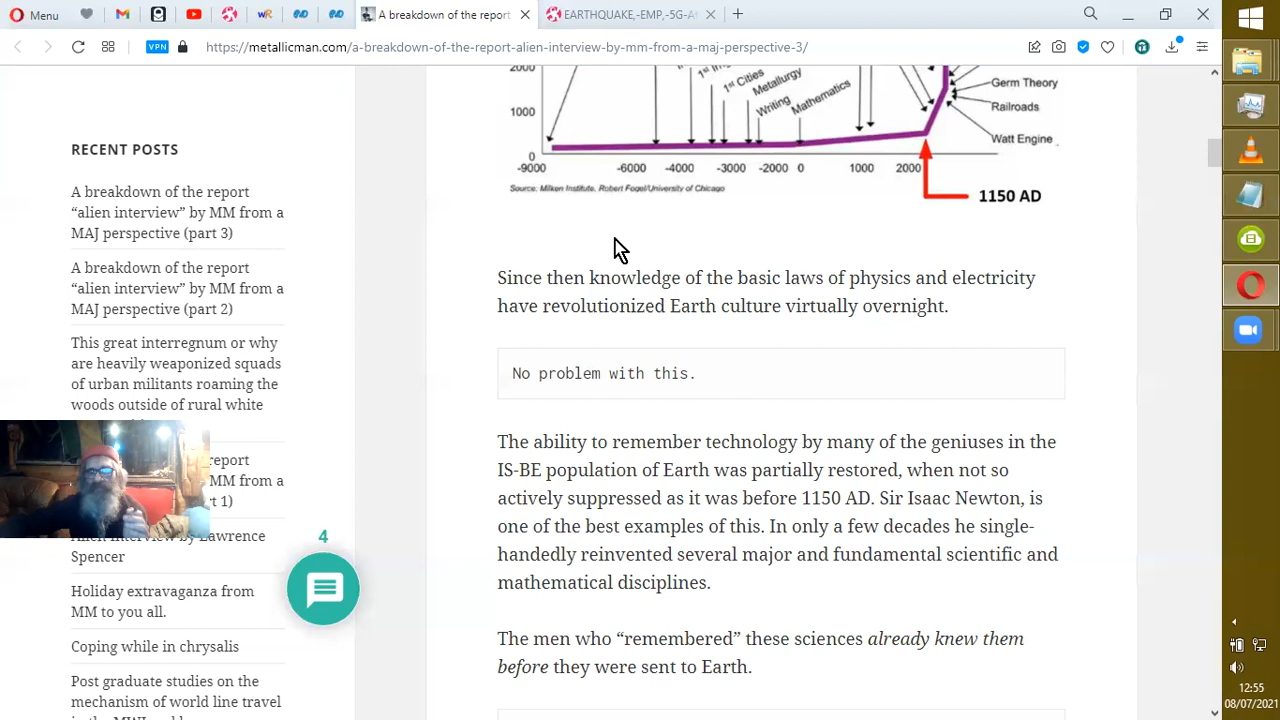 Menu
A breakdown of the report
EARTHQUAKE,-EMP,-5G-A
VPN
https://metallicman.com/a-breakdown-of-the-report-alien-interview-by-mm-from-a-maj-perspective-3/
RECENT POSTS
A breakdown of the report
“alien interview” by MM from a
MAJ perspective (part 3)
A breakdown of the report
“alien interview” by MM from a
MAJ perspective (part 2)
This great interregnum or why
are heavily weaponized squads
of urban militants roaming the
woods outside of rural white
report
MM from a
rt 1)
Alien Interview by Lawrence
Spencer
Holiday extravaganza from
MM to you all.
Coping while in chrysalis
Post graduate studies on the
mechanism of world line travel
4
2000
1000
0
1st Cities
Metallurgy
Writing
Mathematics
Germ Theory
Railroads
Watt Engine
-9000 -6000 -4000 -3000 -2000 0 1000 2000
Source: Milken Institute, Robert Fogel/University of Chicago
1150 AD
Since then knowledge of the basic laws of physics and electricity
have revolutionized Earth culture virtually overnight.
No problem with this.
The ability to remember technology by many of the geniuses in the
IS-BE population of Earth was partially restored, when not so
actively suppressed as it was before 1150 AD. Sir Isaac Newton, is
one of the best examples of this. In only a few decades he single-
handedly reinvented several major and fundamental scientific and
mathematical disciplines.
The men who “remembered” these sciences already knew them
before they were sent to Earth.
12:55
08/07/2021